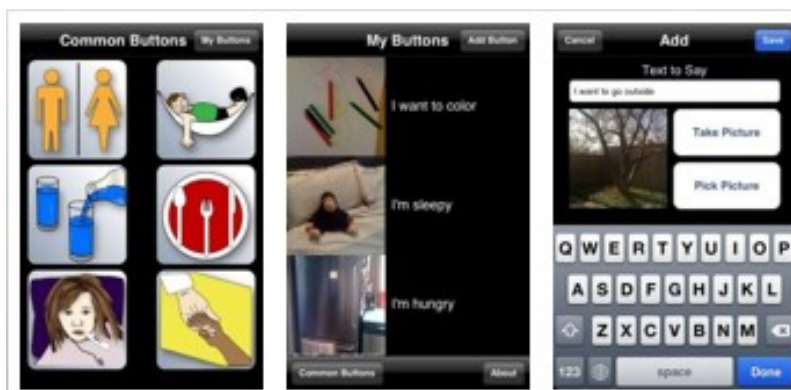 Common Buttons
My Buttons
My Buttons
Add Button
I want to color
I'm sleepy
I'm hungry
Common Buttons
About
Cancel
Add
Save
Text to Say
I want to go outside
Take Picture
Pick Picture
Q W E R T Y U I O P
A S D F G H J K L
Z X C V B N M
123
space
Done